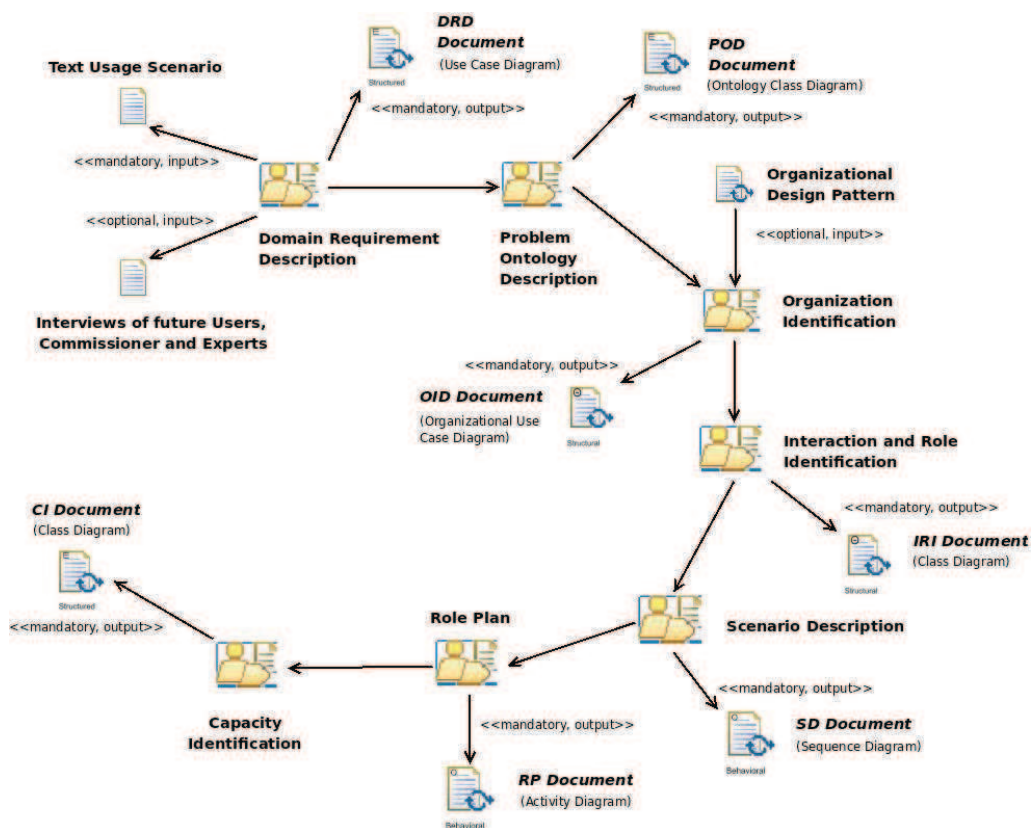 DRD
Document
(Use Case Diagram)
Structured
POD
Document
(Ontology Class Diagram)
Structured
Text Usage Scenario
<<mandatory, output>>
<<mandatory, output>>
<<mandatory, input>>
Organizational
Design Pattern
<<optional, input>>
<<optional, input>>
Domain Requirement
Description
Problem
Ontology
Description
Organization
Identification
Interviews of future Users,
Commissioner and Experts
<<mandatory, output>>
OID Document
(Organizational Use
Case Diagram)
Structural
Interaction and Role
Identification
<<mandatory, output>>
CI Document
(Class Diagram)
Structured
IRI Document
(Class Diagram)
Structural
<<mandatory, output>>
Role Plan
Scenario Description
<<mandatory, output>>
Capacity
Identification
<<mandatory, output>>
SD Document
(Sequence Diagram)
Behavioral
RP Document
(Activity Diagram)
Behavioral